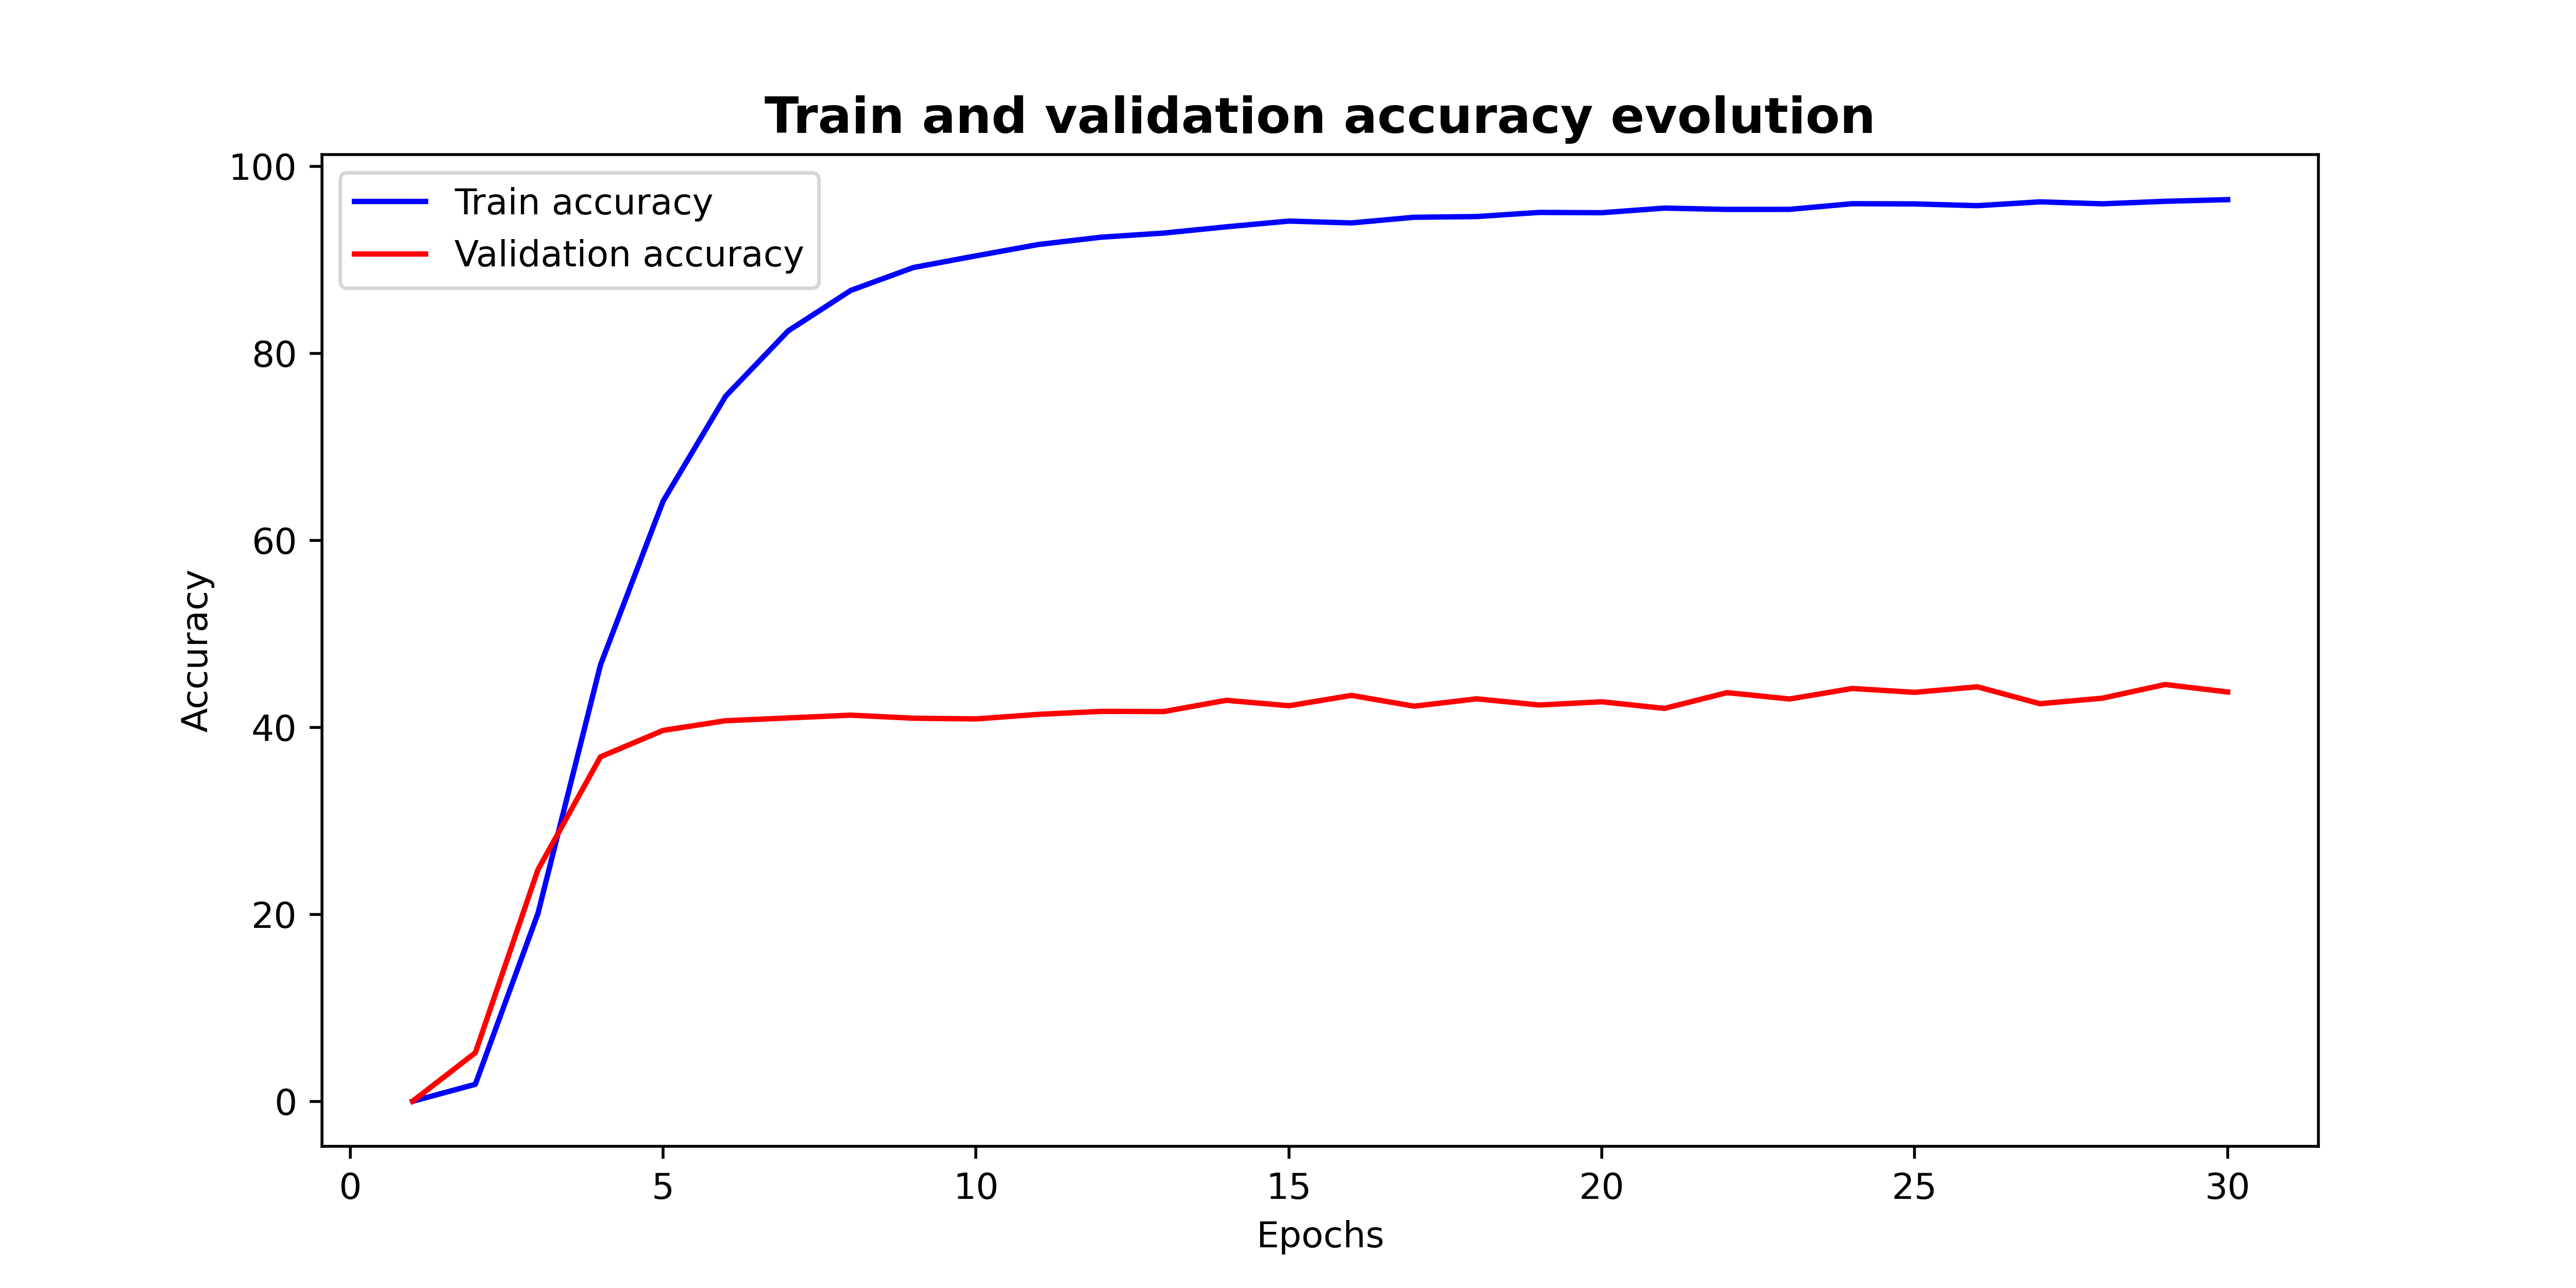 Train and validation accuracy evolution
Train accuracy
Validation accuracy
100
80
60
40
20
0
Accuracy
0 5 10 15 20 25 30
Epochs